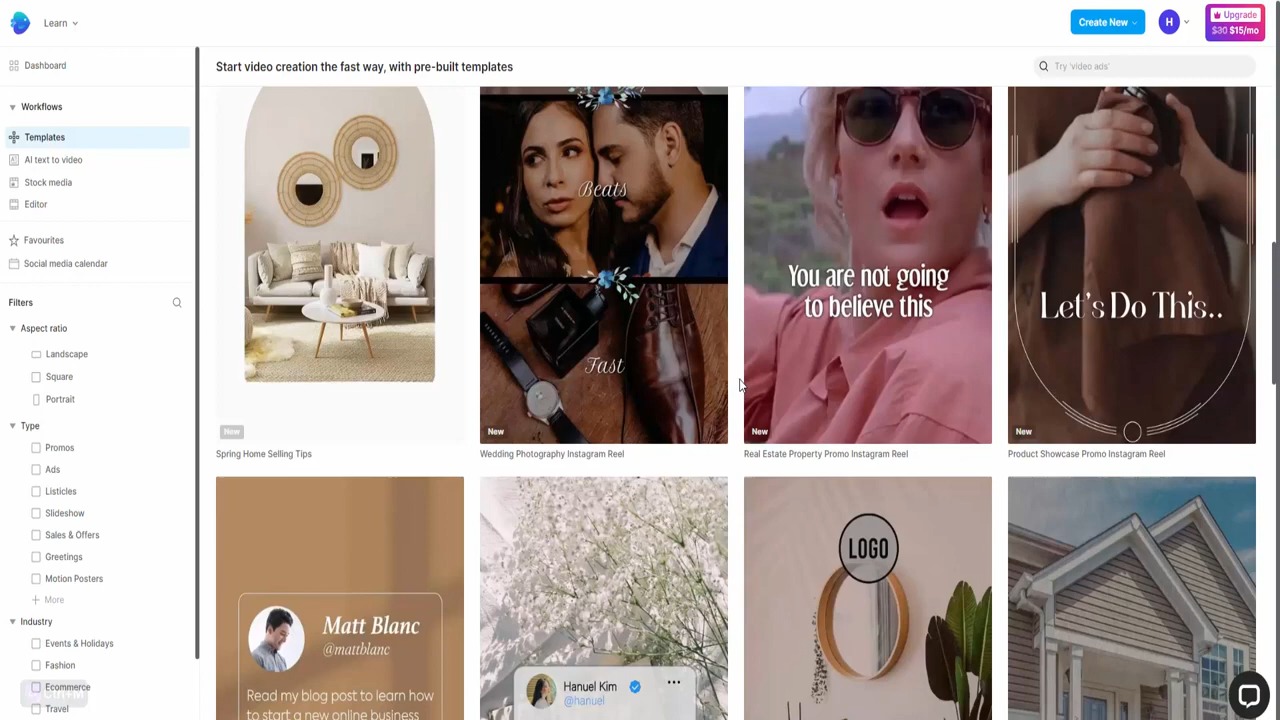 Learn
Create New
H
Upgrade
$30 $15/mo
Dashboard
Start video creation the fast way, with pre-built templates
Try 'video ads'
Workflows
Templates
AI text to video
Stock media
Editor
Favourites
Social media calendar
Filters
Aspect ratio
Landscape
Square
Portrait
Type
Promos
Ads
Listicles
Slideshow
Sales & Offers
Greetings
Motion Posters
+ More
Industry
Events & Holidays
Fashion
Ecommerce
Travel
New
Spring Home Selling Tips
Beats
Fast
New
Wedding Photography Instagram Reel
You are not going
to believe this
New
Real Estate Property Promo Instagram Reel
Let's Do This..
New
Product Showcase Promo Instagram Reel
Matt Blanc
@mattblanc
Read my blog post to learn how
to start a new online business
Hanuel Kim
@hanuel
LOGO